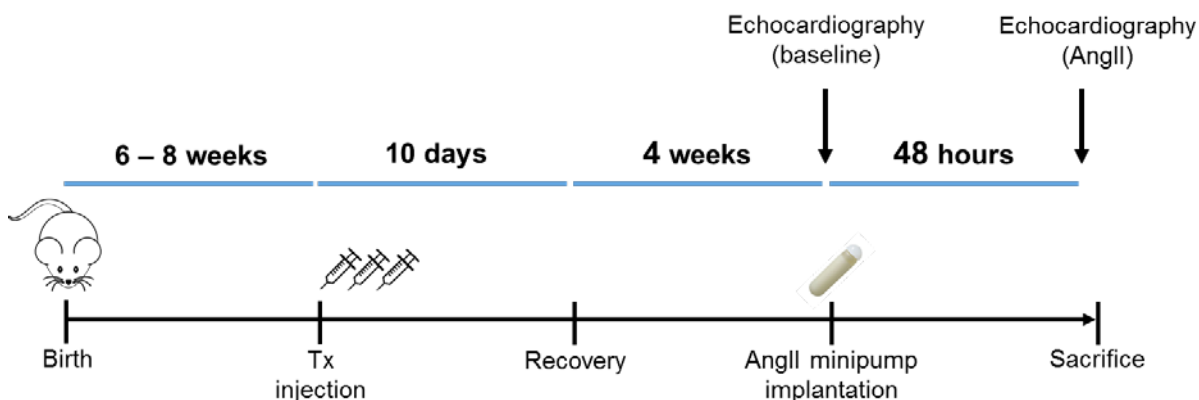 Echocardiography
(baseline)
Echocardiography
(AngII)
6 – 8 weeks
10 days
4 weeks
48 hours
Birth
Tx
injection
Recovery
AngII minipump
implantation
Sacrifice